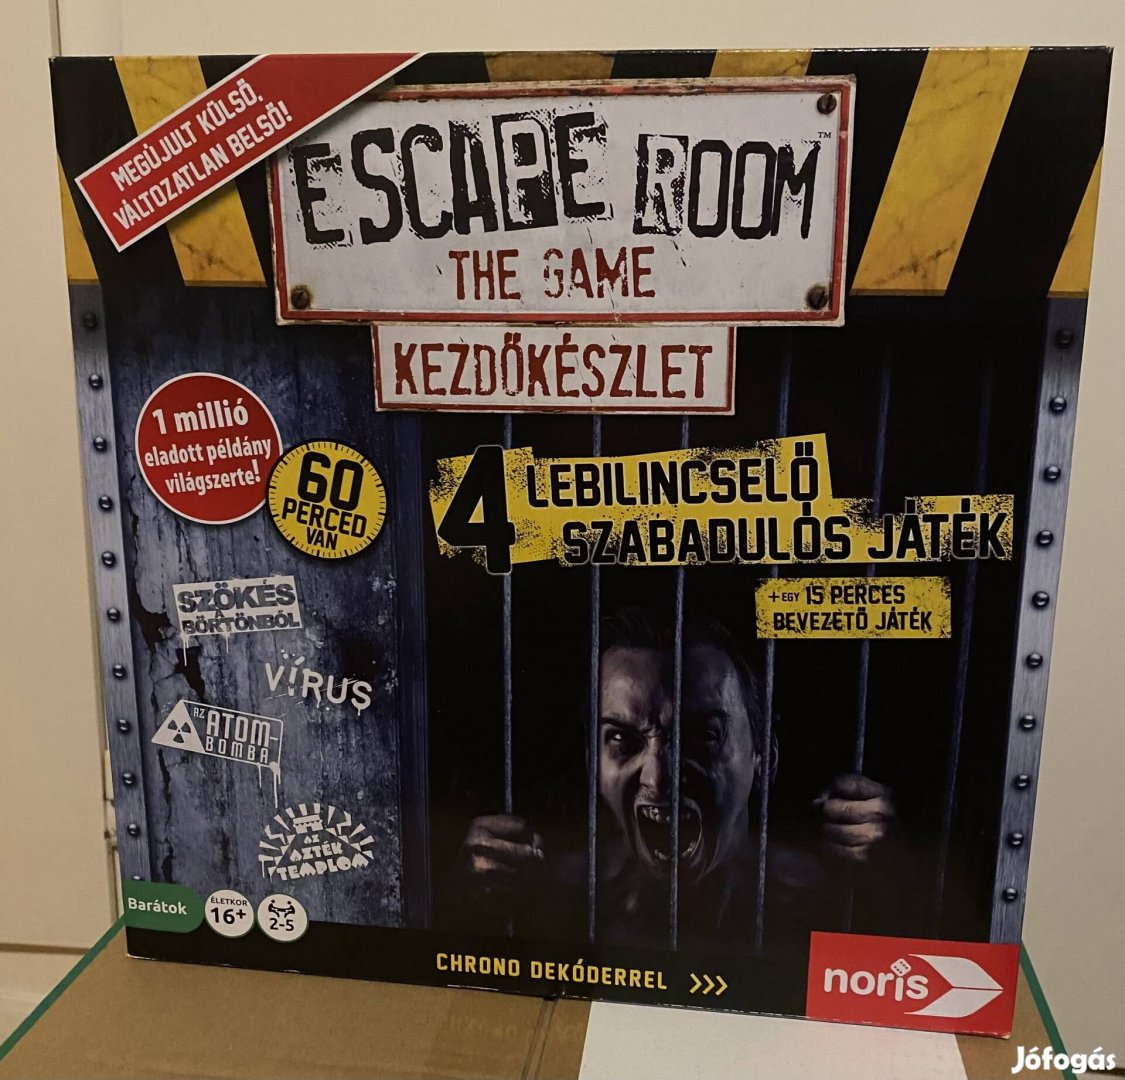 MEGÚJULT KÜLSŐ,
VÁLTOZATLAN BELSŐ!
ESCAPE ROOM™
THE GAME
KEZDŐKÉSZLET
1 millió
eladott példány
világszerte!
60
PERCED
VAN
4 LEBILINCSELŐ
SZABADULÓS JÁTÉK
+ EGY 15 PERCES
BEVEZETŐ JÁTÉK
SZÖKÉS
A
BÖRTÖNBŐL
VÍRUS
AZ
ATOM-
BOMBA
AZ
AZTÉK
TEMPLOM
Barátok
ÉLETKOR
16+
2-5
CHRONO DEKÓDERREL >>>
noris
Jófogás